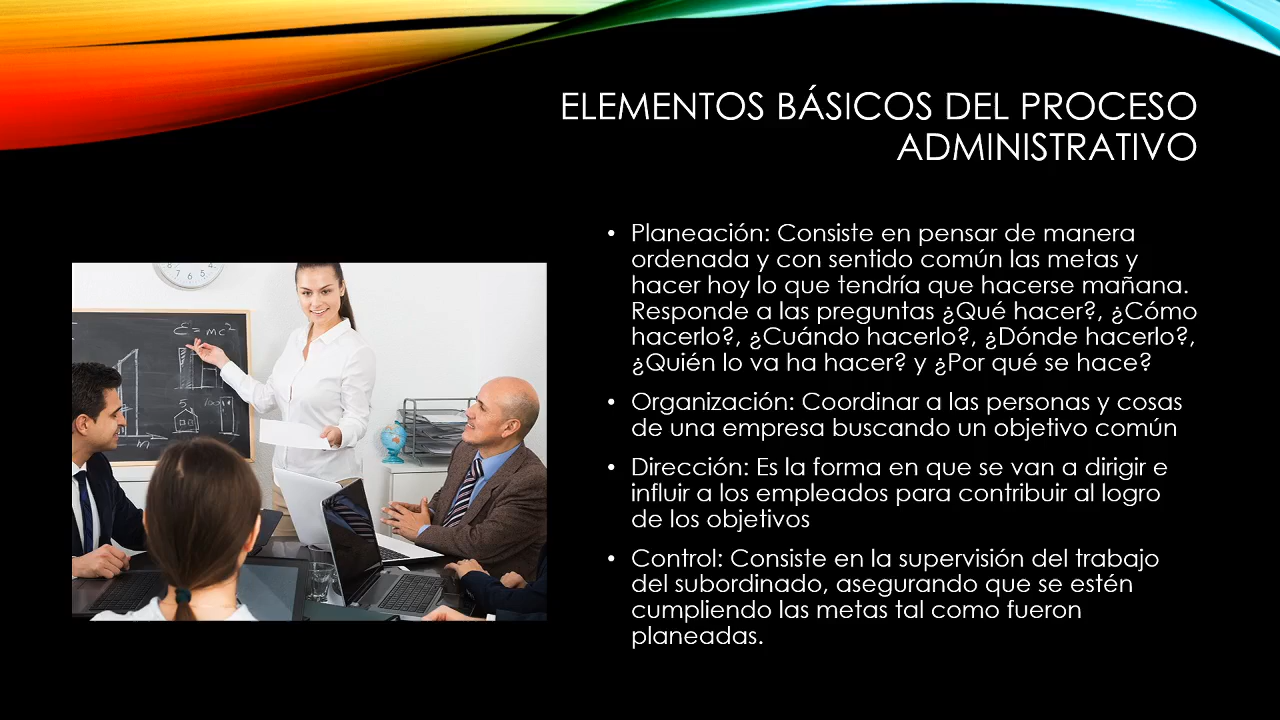 ELEMENTOS BÁSICOS DEL PROCESO
ADMINISTRATIVO
• Planeación: Consiste en pensar de manera
ordenada y con sentido común las metas y
hacer hoy lo que tendría que hacerse mañana.
Responde a las preguntas ¿Qué hacer?, ¿Cómo
hacerlo?, ¿Cuándo hacerlo?, ¿Dónde hacerlo?,
¿Quién lo va ha hacer? y ¿Por qué se hace?
• Organización: Coordinar a las personas y cosas
de una empresa buscando un objetivo común
• Dirección: Es la forma en que se van a dirigir e
influir a los empleados para contribuir al logro
de los objetivos
• Control: Consiste en la supervisión del trabajo
del subordinado, asegurando que se estén
cumpliendo las metas tal como fueron
planeadas.
7 6 5
Ɛ = mc²
5
m